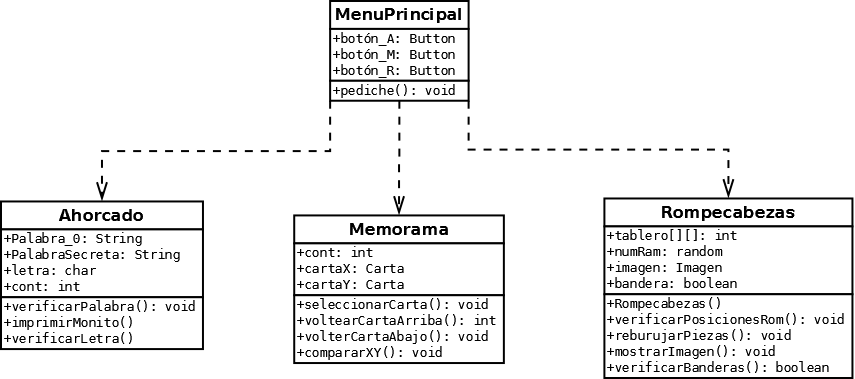 MenuPrincipal
+botón_A: Button
+botón_M: Button
+botón_R: Button
+pediche(): void
Ahorcado
+Palabra_0: String
+PalabraSecreta: String
+letra: char
+cont: int
+verificarPalabra(): void
+imprimirMonito()
+verificarLetra()
Memorama
+cont: int
+cartaX: Carta
+cartaY: Carta
+seleccionarCarta(): void
+voltearCartaArriba(): int
+volterCartaAbajo(): void
+compararXY(): void
Rompecabezas
+tablero[][]: int
+numRam: random
+imagen: Imagen
+bandera: boolean
+Rompecabezas()
+verificarPosicionesRom(): void
+reburujarPiezas(): void
+mostrarImagen(): void
+verificarBanderas(): boolean